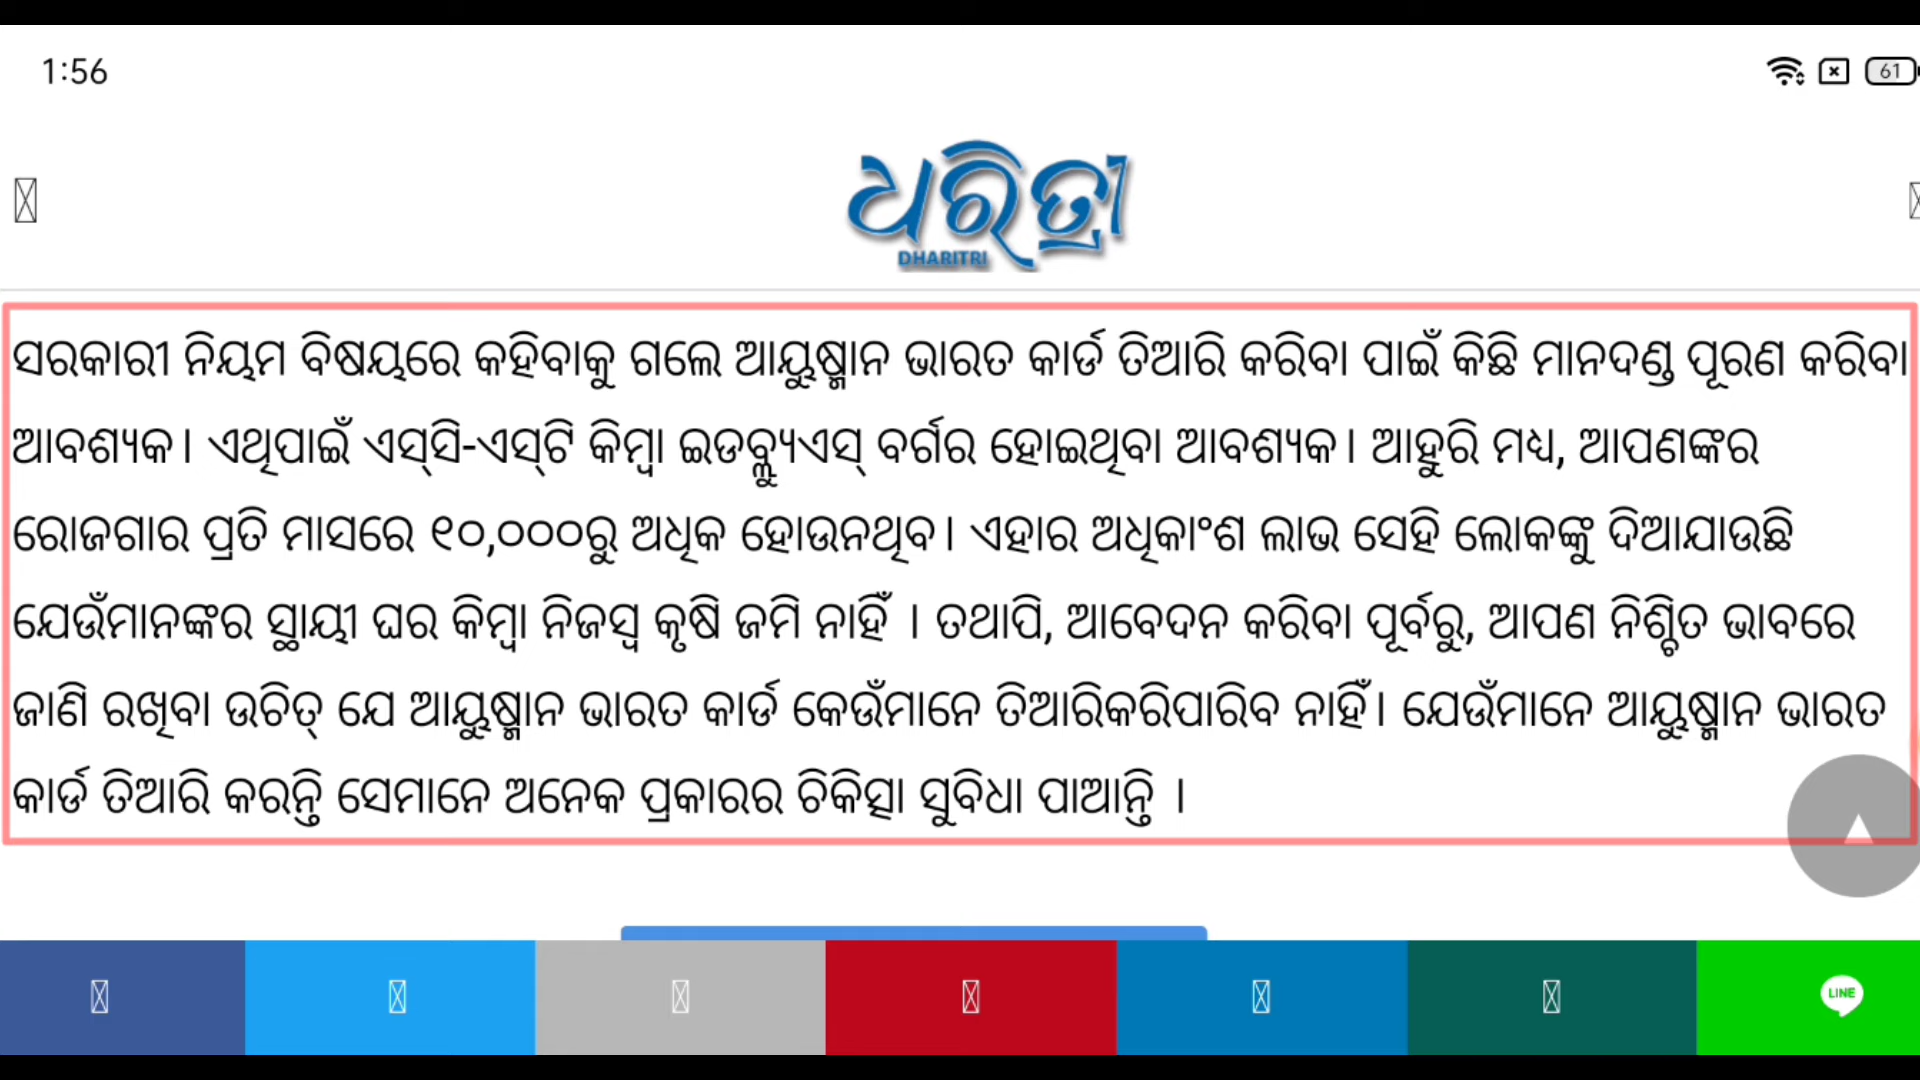 1:56
61
ଧରିତ୍ରୀ
DHARITRI
ସରକାରୀ ନିୟମ ବିଷୟରେ କହିବାକୁ ଗଲେ ଆୟୁଷ୍ମାନ ଭାରତ କାର୍ଡ ତିଆରି କରିବା ପାଇଁ କିଛି ମାନଦଣ୍ଡ ପୂରଣ କରିବା
ଆବଶ୍ୟକ। ଏଥିପାଇଁ ଏସ୍‌ସି-ଏସ୍‌ଟି କିମ୍ବା ଇଡବ୍ଲ୍ୟୁଏସ୍ ବର୍ଗର ହୋଇଥିବା ଆବଶ୍ୟକ। ଆହୁରି ମଧ୍ୟ, ଆପଣଙ୍କର
ରୋଜଗାର ପ୍ରତି ମାସରେ ୧୦,୦୦୦ରୁ ଅଧିକ ହୋଉନଥିବ। ଏହାର ଅଧିକାଂଶ ଲାଭ ସେହି ଲୋକଙ୍କୁ ଦିଆଯାଉଛି
ଯେଉଁମାନଙ୍କର ସ୍ଥାୟୀ ଘର କିମ୍ବା ନିଜସ୍ୱ କୃଷି ଜମି ନାହିଁ । ତଥାପି, ଆବେଦନ କରିବା ପୂର୍ବରୁ, ଆପଣ ନିଶ୍ଚିତ ଭାବରେ
ଜାଣି ରଖିବା ଉଚିତ୍ ଯେ ଆୟୁଷ୍ମାନ ଭାରତ କାର୍ଡ କେଉଁମାନେ ତିଆରିକରିପାରିବ ନାହିଁ। ଯେଉଁମାନେ ଆୟୁଷ୍ମାନ ଭାରତ
କାର୍ଡ ତିଆରି କରନ୍ତି ସେମାନେ ଅନେକ ପ୍ରକାରର ଚିକିତ୍ସା ସୁବିଧା ପାଆନ୍ତି ।
LINE